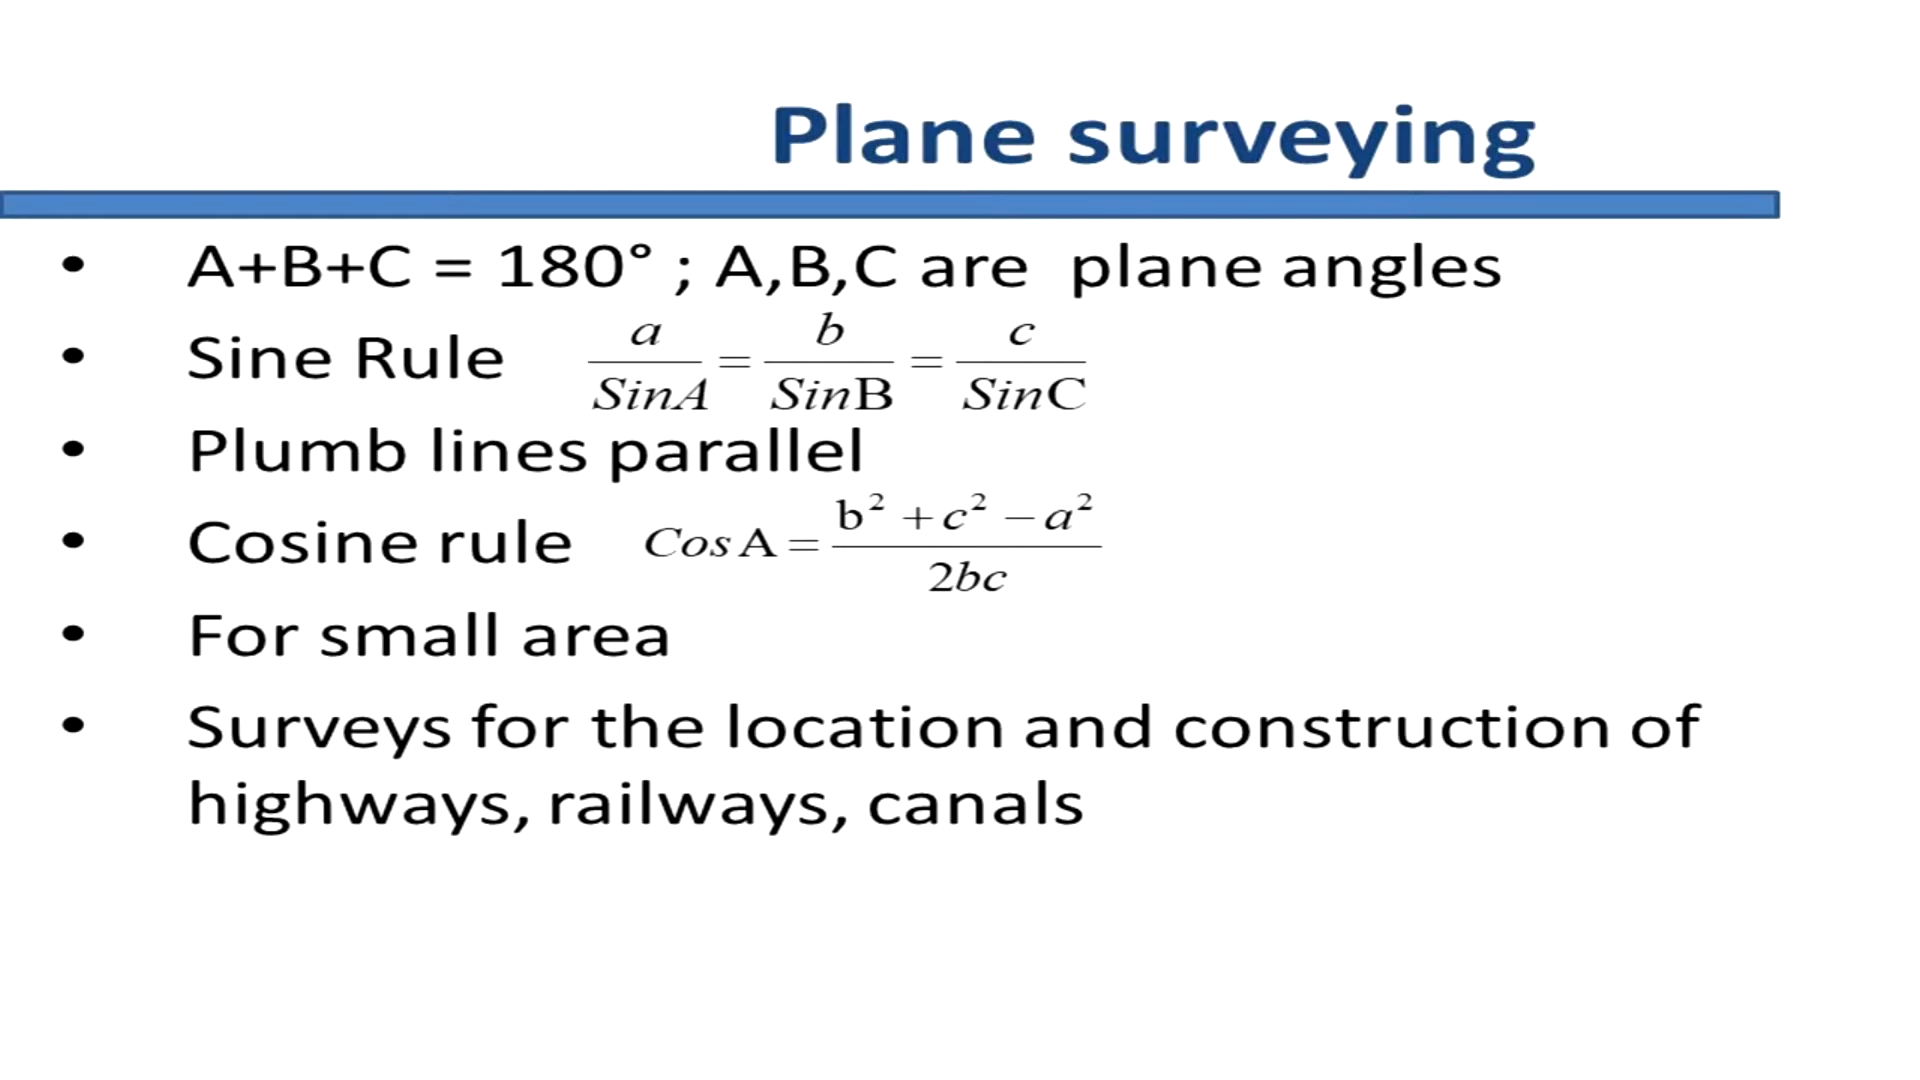 Plane surveying
• A+B+C = 180° ; A,B,C are plane angles
• Sine Rule a/SinA = b/SinB = c/SinC
• Plumb lines parallel
• Cosine rule CosA = b² + c² − a² / 2bc
• For small area
• Surveys for the location and construction of
highways, railways, canals